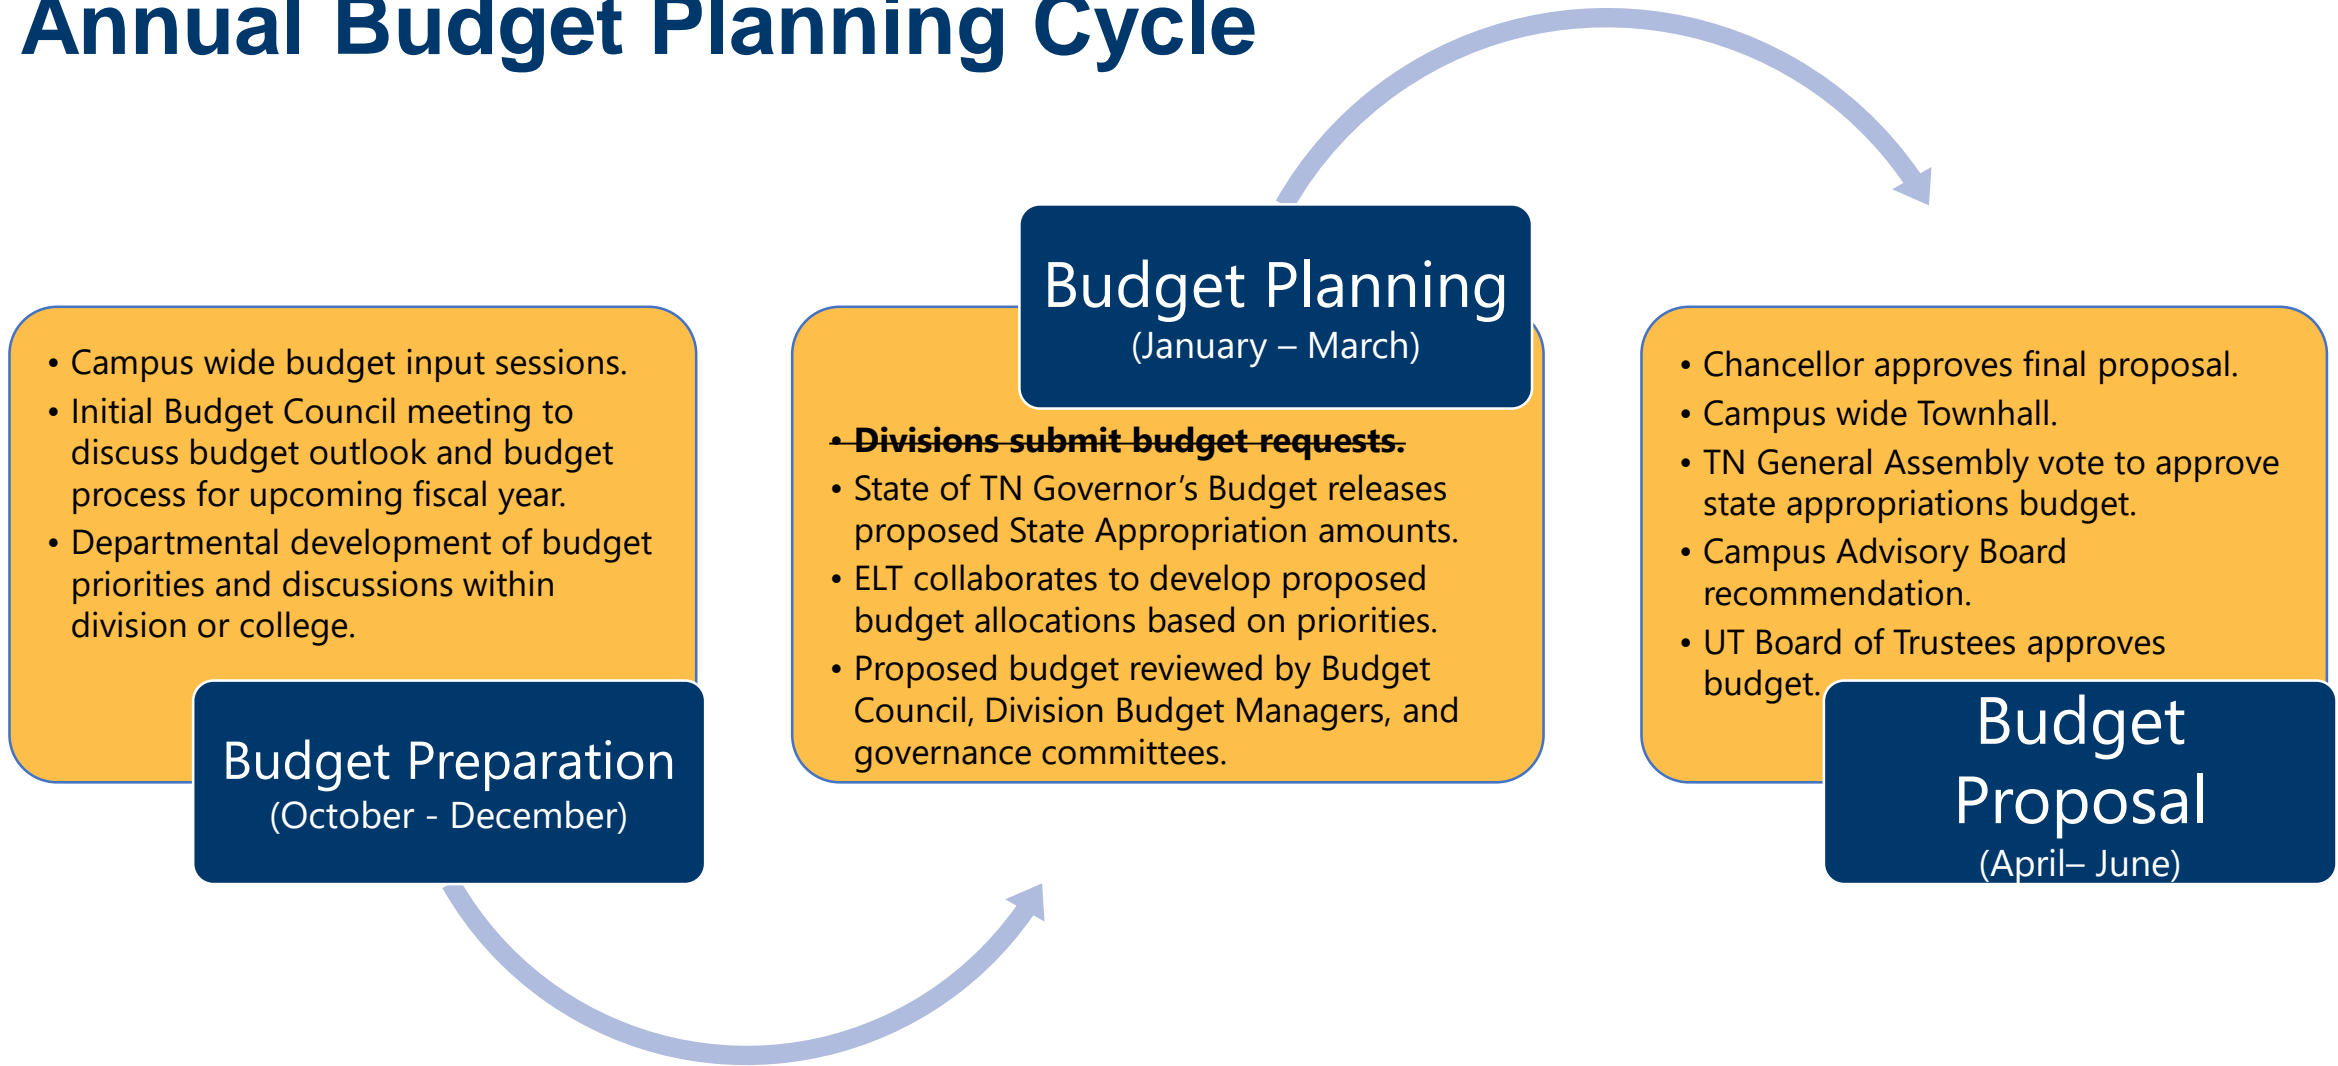 Annual Budget Planning Cycle
• Campus wide budget input sessions.
• Initial Budget Council meeting to
discuss budget outlook and budget
process for upcoming fiscal year.
• Departmental development of budget
priorities and discussions within
division or college.
Budget Preparation
(October - December)
Budget Planning
(January – March)
• Divisions submit budget requests.
• State of TN Governor’s Budget releases
proposed State Appropriation amounts.
• ELT collaborates to develop proposed
budget allocations based on priorities.
• Proposed budget reviewed by Budget
Council, Division Budget Managers, and
governance committees.
• Chancellor approves final proposal.
• Campus wide Townhall.
• TN General Assembly vote to approve
state appropriations budget.
• Campus Advisory Board
recommendation.
• UT Board of Trustees approves
budget.
Budget
Proposal
(April– June)